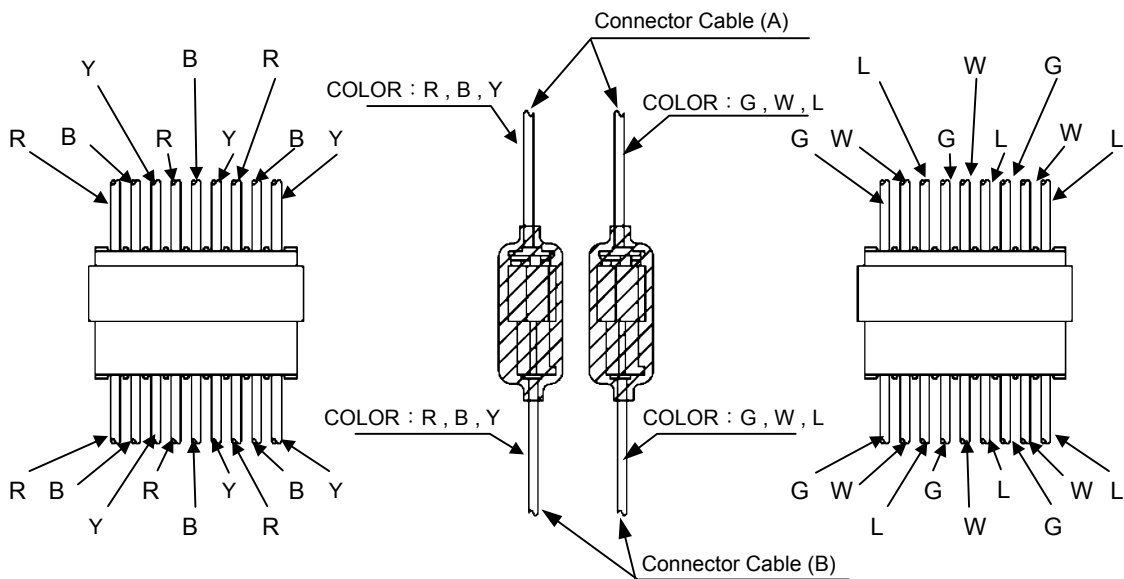 Connector Cable (A)
B R
Y
COLOR : R , B , Y
COLOR : G , W , L
R B R Y B Y
L W G
G W G L W L
R B R Y B Y
Y B R
COLOR : R , B , Y
COLOR : G , W , L
G W G L W L
L W G
Connector Cable (B)